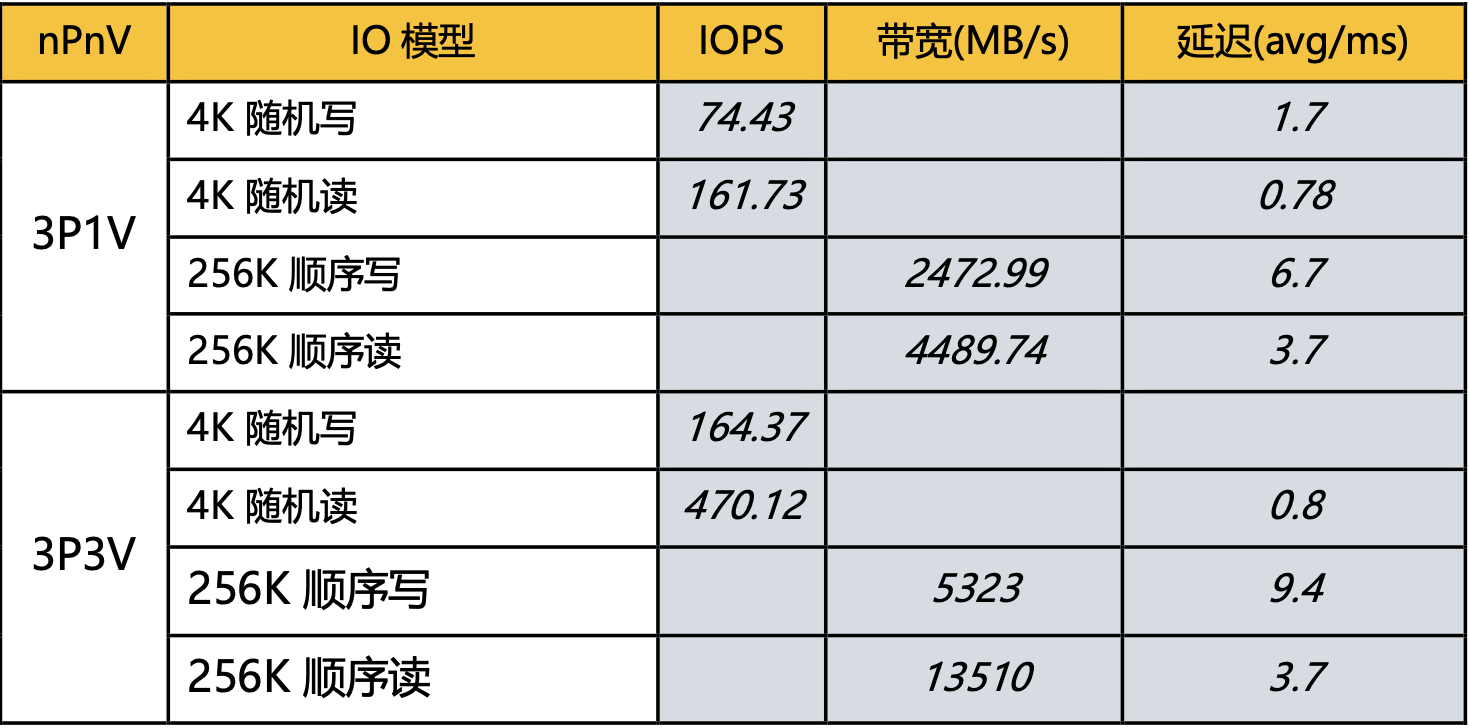 nPnV IO 模型 IOPS 带宽(MB/s) 延迟(avg/ms)
3P1V
4K 随机写 74.43 1.7
4K 随机读 161.73 0.78
256K 顺序写 2472.99 6.7
256K 顺序读 4489.74 3.7
3P3V
4K 随机写 164.37
4K 随机读 470.12 0.8
256K 顺序写 5323 9.4
256K 顺序读 13510 3.7